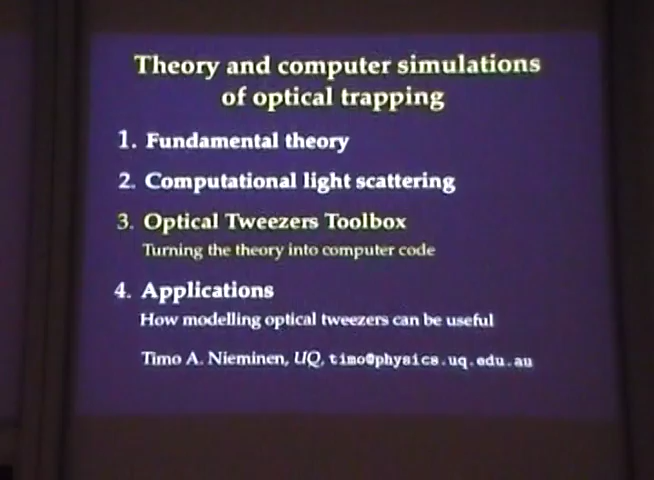 Theory and computer simulations
of optical trapping
1. Fundamental theory
2. Computational light scattering
3. Optical Tweezers Toolbox
Turning the theory into computer code
4. Applications
How modelling optical tweezers can be useful
Timo A. Nieminen, UQ, timo@physics.uq.edu.au